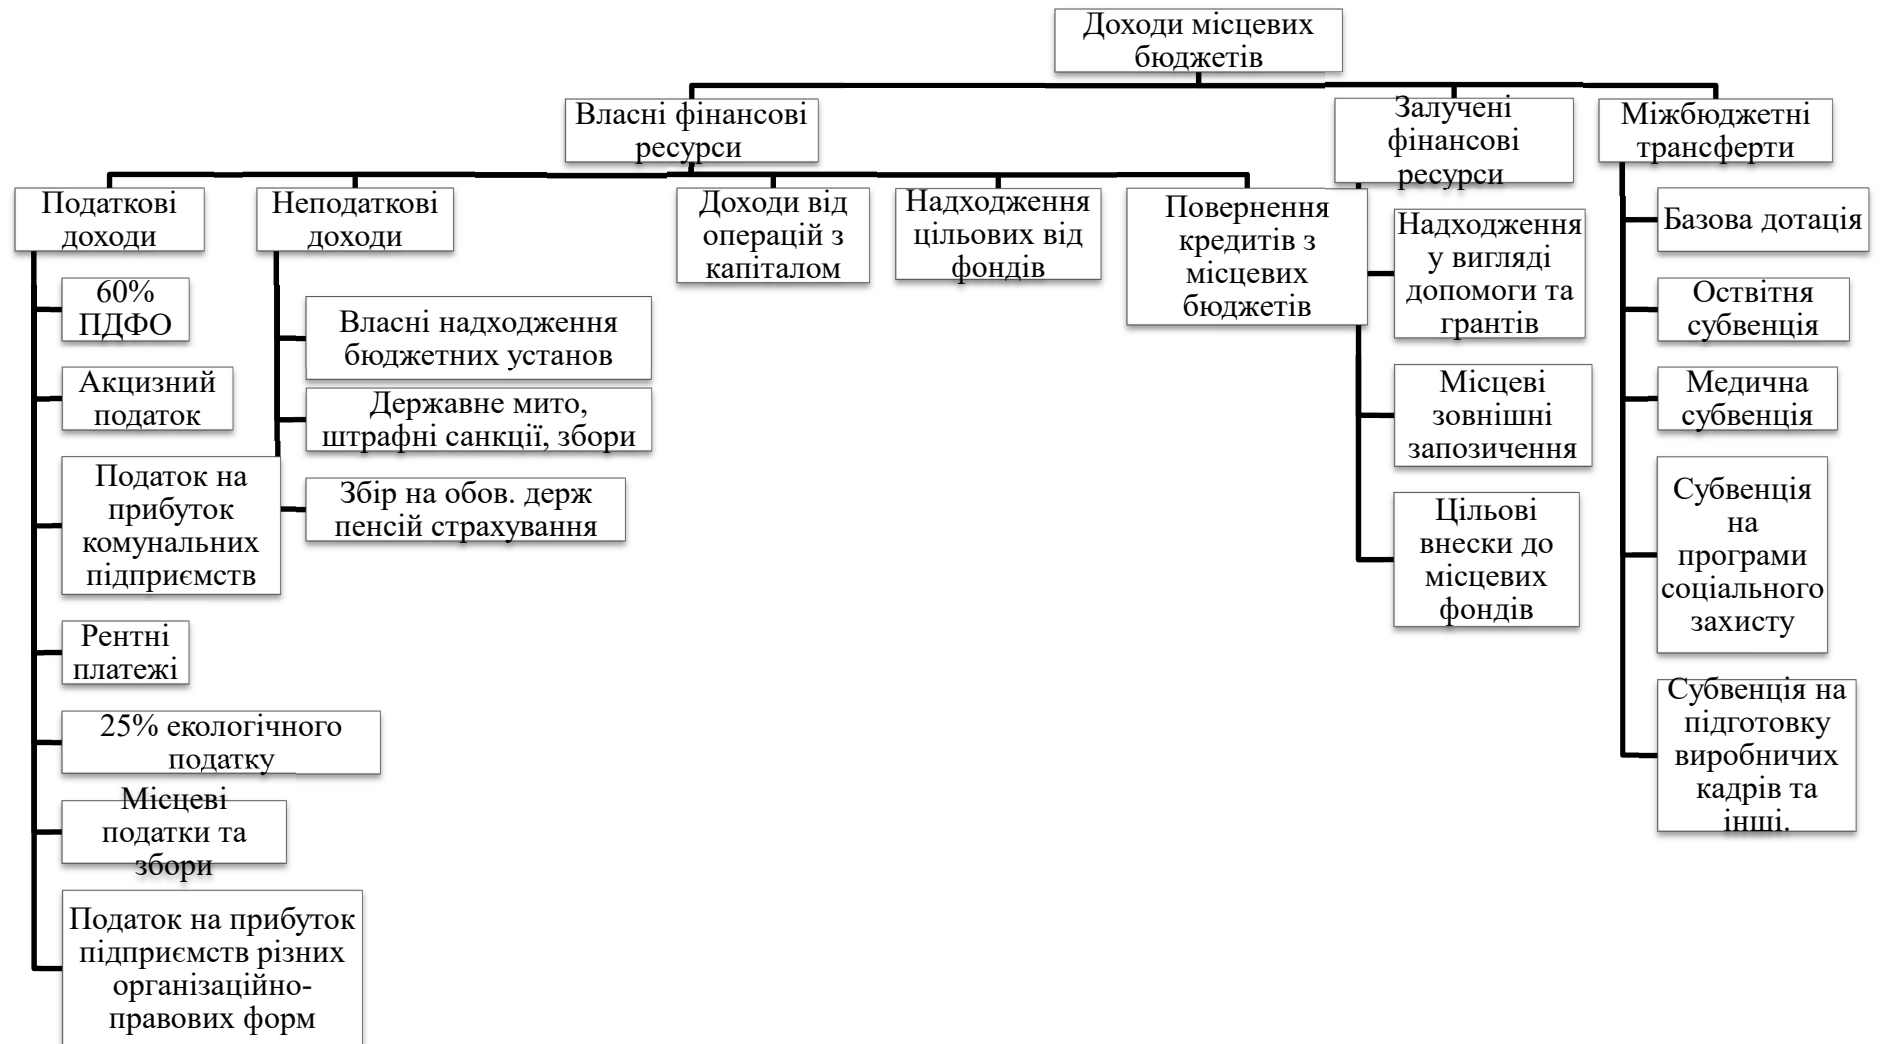 Доходи місцевих
бюджетів
Власні фінансові
ресурси
Залучені
фінансові
ресурси
Міжбюджетні
трансферти
Податкові
доходи
60%
ПДФО
Акцизний
податок
Податок на
прибуток
комунальних
підприємств
Рентні
платежі
25% екологічного
податку
Місцеві
податки та
збори
Податок на прибуток
підприємств різних
організаційно-
правових форм
Неподаткові
доходи
Власні надходження
бюджетних установ
Державне мито,
штрафні санкції, збори
Збір на обов. держ
пенсій страхування
Доходи від
операцій з
капіталом
Надходження
цільових від
фондів
Повернення
кредитів з
місцевих
бюджетів
Надходження
у вигляді
допомоги та
грантів
Місцеві
зовнішні
запозичення
Цільові
внески до
місцевих
фондів
Базова дотація
Оствітня
субвенція
Медична
субвенція
Субвенція
на
програми
соціального
захисту
Субвенція на
підготовку
виробничих
кадрів та
інші.